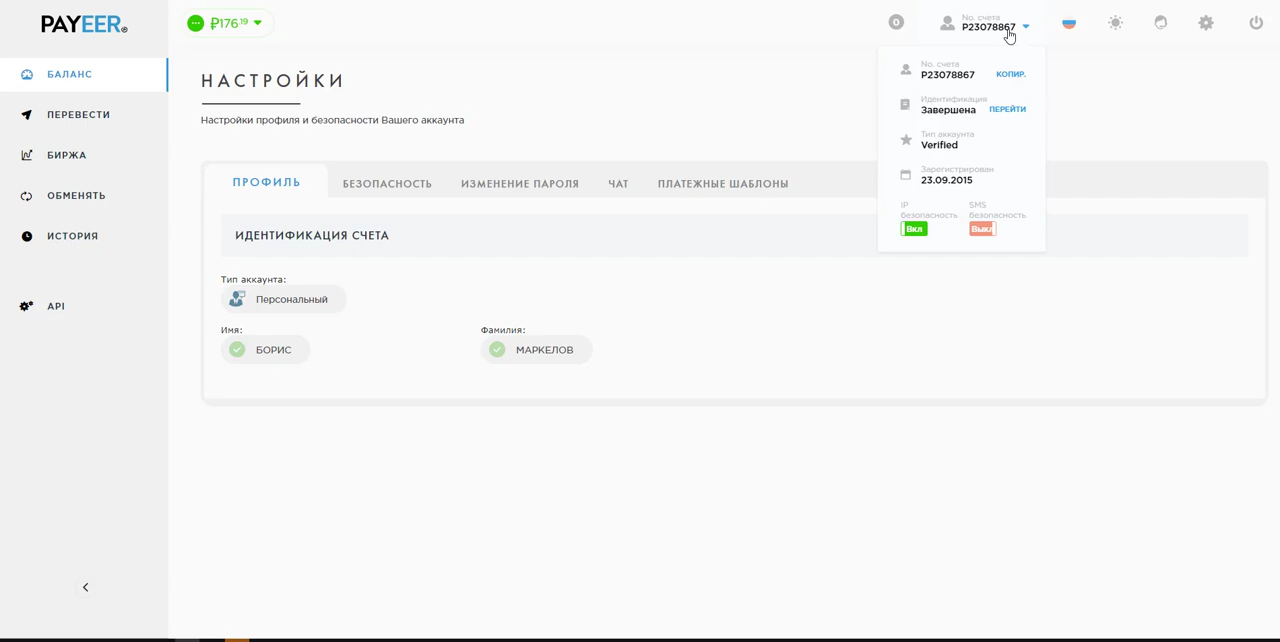 PAYEER®
₽176.19
0
No. счета
P23078867
No. счета
P23078867
КОПИР.
Идентификация
Завершена
ПЕРЕЙТИ
Тип аккаунта
Verified
Зарегистрирован
23.09.2015
IP
безопасность
Вкл
SMS
безопасность
Выкл
БАЛАНС
ПЕРЕВЕСТИ
БИРЖА
ОБМЕНЯТЬ
ИСТОРИЯ
API
НАСТРОЙКИ
Настройки профиля и безопасности Вашего аккаунта
ПРОФИЛЬ
БЕЗОПАСНОСТЬ
ИЗМЕНЕНИЕ ПАРОЛЯ
ЧАТ
ПЛАТЕЖНЫЕ ШАБЛОНЫ
ИДЕНТИФИКАЦИЯ СЧЕТА
Тип аккаунта:
Персональный
Имя:
БОРИС
Фамилия:
МАРКЕЛОВ